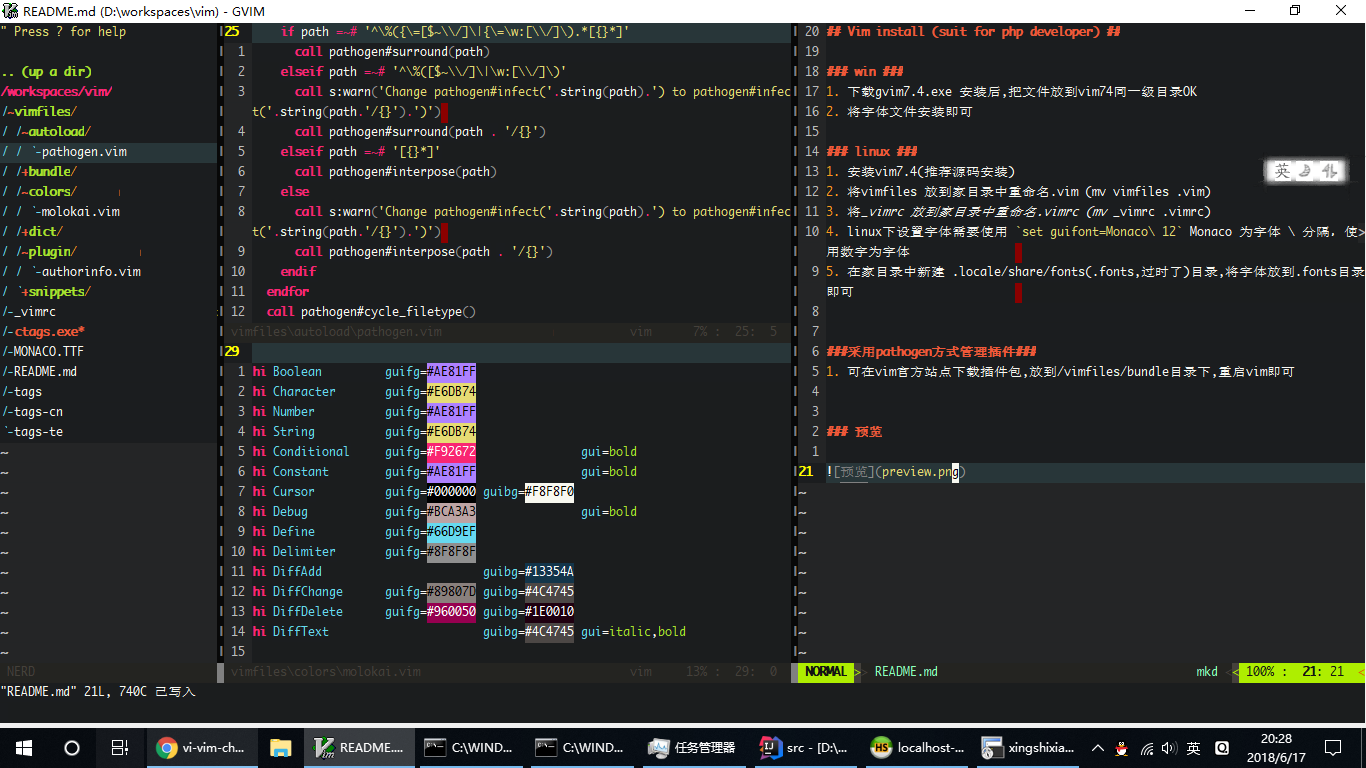 README.md (D:\workspaces\vim) - GVIM
" Press ? for help
.. (up a dir)
/workspaces/vim/
/~vimfiles/
/ /~autoload/
/ / `-pathogen.vim
/ /+bundle/
/ /~colors/
/ / `-molokai.vim
/ /+dict/
/ /~plugin/
/ / `-authorinfo.vim
/ `+snippets/
/-_vimrc
/-ctags.exe*
/-MONACO.TTF
/-README.md
/-tags
/-tags-cn
`-tags-te
~
~
~
~
~
~
~
~
~
~
~
NERD
25 if path =~# '^\%({\=[$~\\/]\|{\=\w:[\\/]\).*[{}*]'
1 call pathogen#surround(path)
2 elseif path =~# '^\%([$~\\/]\|\w:[\\/]\)'
3 call s:warn('Change pathogen#infect('.string(path).') to pathogen#infec
t('.string(path.'/{}').')')
4 call pathogen#surround(path . '/{}')
5 elseif path =~# '[{}*]'
6 call pathogen#interpose(path)
7 else
8 call s:warn('Change pathogen#infect('.string(path).') to pathogen#infec
t('.string(path.'/{}').')')
9 call pathogen#interpose(path . '/{}')
10 endif
11 endfor
12 call pathogen#cycle_filetype()
vimfiles\autoload\pathogen.vim vim 7% : 25: 5
29
1 hi Boolean guifg=#AE81FF
2 hi Character guifg=#E6DB74
3 hi Number guifg=#AE81FF
4 hi String guifg=#E6DB74
5 hi Conditional guifg=#F92672 gui=bold
6 hi Constant guifg=#AE81FF gui=bold
7 hi Cursor guifg=#000000 guibg=#F8F8F0
8 hi Debug guifg=#BCA3A3 gui=bold
9 hi Define guifg=#66D9EF
10 hi Delimiter guifg=#8F8F8F
11 hi DiffAdd guibg=#13354A
12 hi DiffChange guifg=#89807D guibg=#4C4745
13 hi DiffDelete guifg=#960050 guibg=#1E0010
14 hi DiffText guibg=#4C4745 gui=italic,bold
15
vimfiles\colors\molokai.vim vim 13% : 29: 0
20 ## Vim install (suit for php developer) ##
19
18 ### win ###
17 1. 下载gvim7.4.exe 安装后,把文件放到vim74同一级目录OK
16 2. 将字体文件安装即可
15
14 ### linux ###
13 1. 安装vim7.4(推荐源码安装)
12 2. 将vimfiles 放到家目录中重命名.vim (mv vimfiles .vim)
11 3. 将_vimrc 放到家目录中重命名.vimrc (mv _vimrc .vimrc)
10 4. linux下设置字体需要使用 `set guifont=Monaco\ 12` Monaco 为字体 \ 分隔, 使>
用数字为字体
9 5. 在家目录中新建 .locale/share/fonts(.fonts,过时了)目录,将字体放到.fonts目录
即可
8
7
6 ###采用pathogen方式管理插件###
5 1. 可在vim官方站点下载插件包,放到/vimfiles/bundle目录下,重启vim即可
4
3
2 ### 预览
1
21 ![预览](preview.png)
~
~
~
~
~
~
~
~
~
NORMAL > README.md mkd < 100% : 21: 21 <
英
"README.md" 21L, 740C 已写入
vi-vim-ch...
README....
C:\WIND...
C:\WIND...
任务管理器
src - [D:\...
HS localhost-...
xingshixia...
英
20:28
2018/6/17